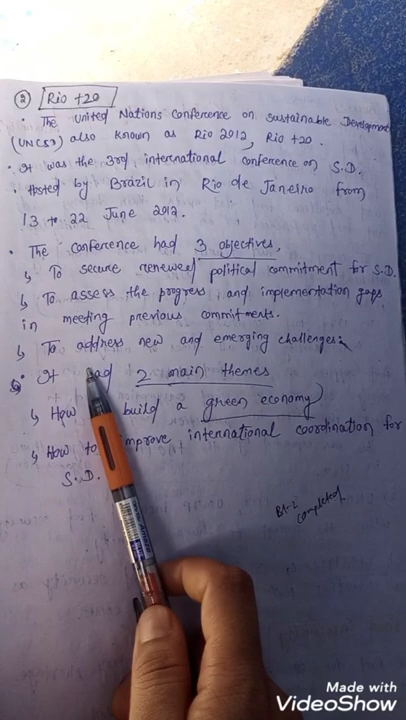 ② Rio +20
• The United Nations Conference on sustainable Development
(UNCSD) also known as Rio 2012, Rio +20.
• It was the 3rd international conference on S.D.
• Hosted by Brazil in Rio de Janeiro from
13 to 22 June 2012.
• The conference had 3 objectives,
↳ To secure renewed political commitment for S.D.
↳ To assess the progress and implementation gaps
in meeting previous commitments.
↳ To address new and emerging challenges.
• It had 2 main themes
↳ How build a green economy
↳ How to improve international coordination for
S.D.
completed
Made with
VideoShow